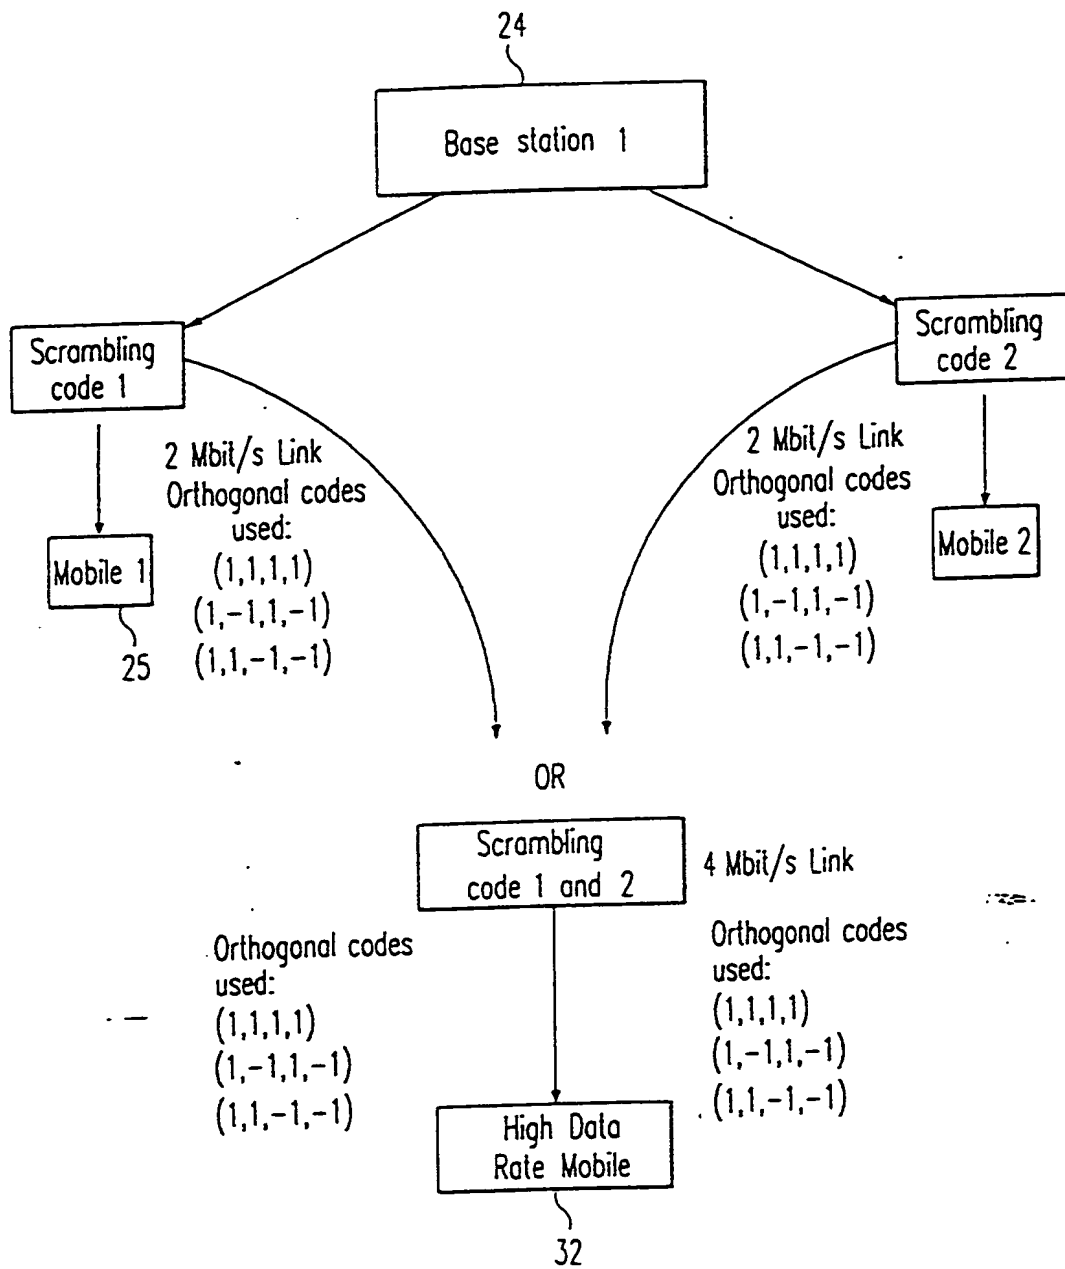 24
Base station 1
Scrambling
code 1
Scrambling
code 2
2 Mbit/s Link
Orthogonal codes
used:
(1,1,1,1)
(1,-1,1,-1)
(1,1,-1,-1)
2 Mbit/s Link
Orthogonal codes
used:
(1,1,1,1)
(1,-1,1,-1)
(1,1,-1,-1)
Mobile 1
25
Mobile 2
OR
Scrambling
code 1 and 2
4 Mbit/s Link
Orthogonal codes
used:
(1,1,1,1)
(1,-1,1,-1)
(1,1,-1,-1)
Orthogonal codes
used:
(1,1,1,1)
(1,-1,1,-1)
(1,1,-1,-1)
High Data
Rate Mobile
32